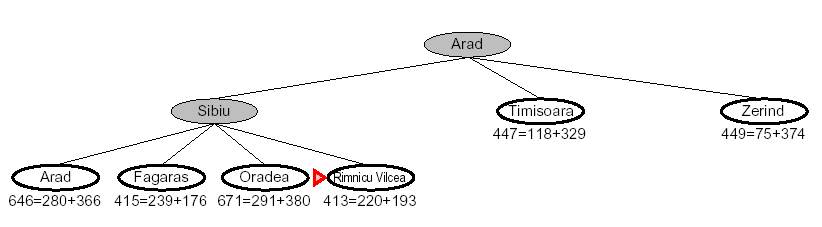 Arad
Sibiu
Timisoara
Zerind
447=118+329
449=75+374
Arad
Fagaras
Oradea
Rimnicu Vilcea
646=280+366
415=239+176
671=291+380
413=220+193